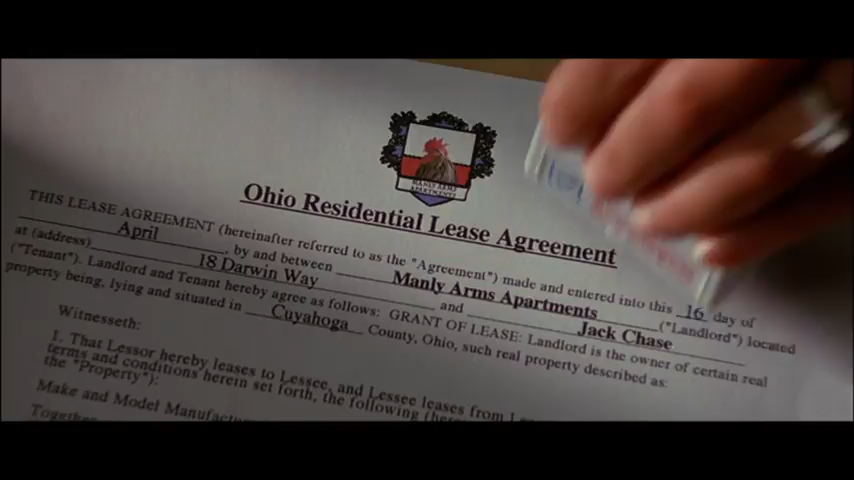 MANLY ARMS
APARTMENTS
Ohio Residential Lease Agreement
THIS LEASE AGREEMENT (hereinafter referred to as the "Agreement") made and entered into this 16 day of
April, by and between Manly Arms Apartments ("Landlord") located
at (address) 18 Darwin Way and Jack Chase
("Tenant"). Landlord and Tenant hereby agree as follows: GRANT OF LEASE: Landlord is the owner of certain real
property being, lying and situated in Cuyahoga County, Ohio, such real property described as:
Witnesseth:
1. That Lessor hereby leases to Lessee, and Lessee leases from
terms and conditions herein set forth, the following
the "Property"):
Make and Model
Together